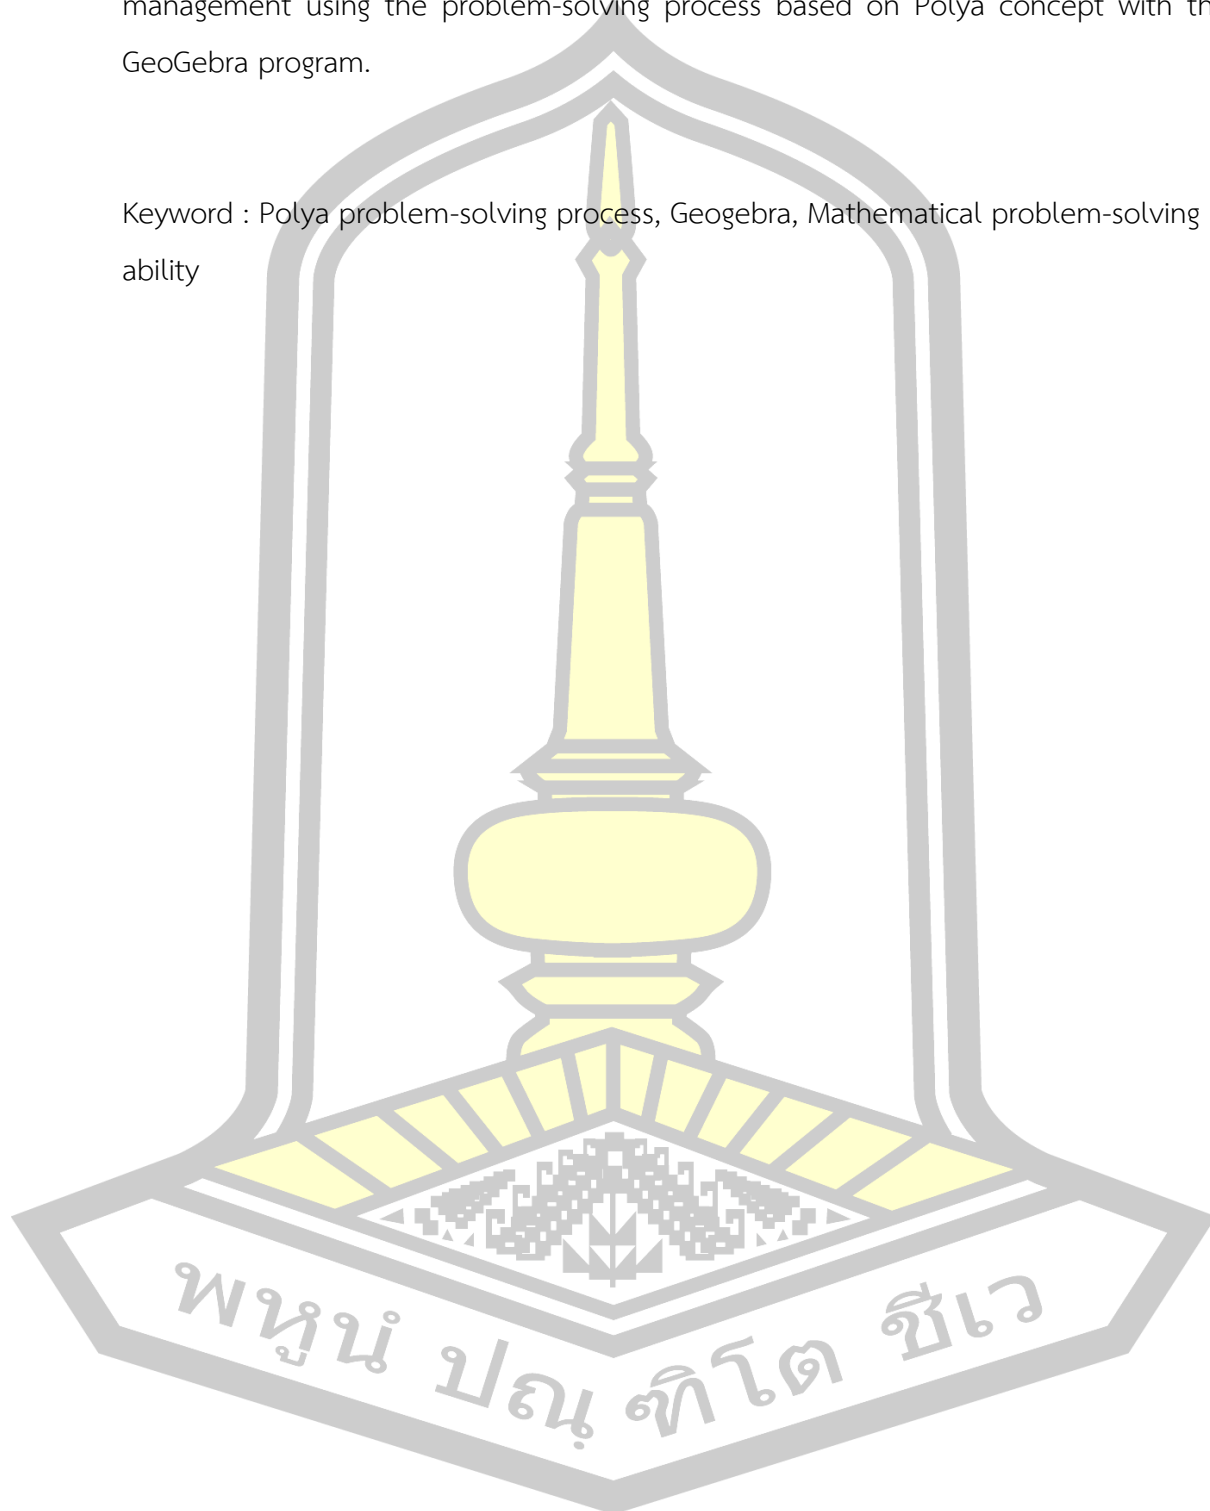 management using the problem-solving process based on Polya concept with th
GeoGebra program.
Keyword : Polya problem-solving process, Geogebra, Mathematical problem-solving
ability
พหูนํ ปณฺฑิโต ชีเว